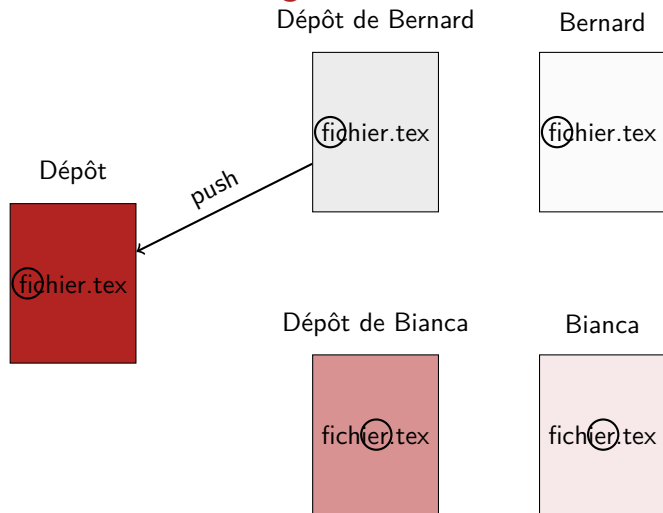 Dépôt de Bernard
Bernard
fichier.tex
fichier.tex
Dépôt
push
fichier.tex
Dépôt de Bianca
Bianca
fichier.tex
fichier.tex